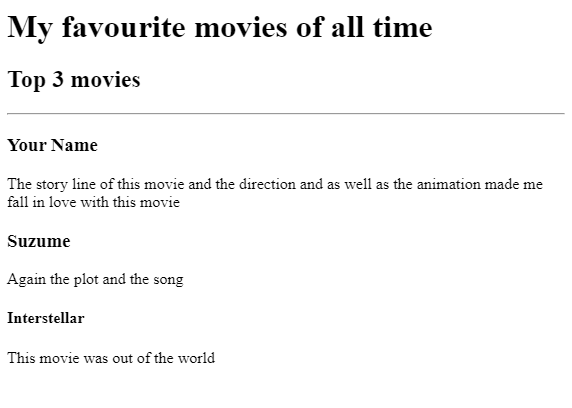 My favourite movies of all time
Top 3 movies
Your Name
The story line of this movie and the direction and as well as the animation made me
fall in love with this movie
Suzume
Again the plot and the song
Interstellar
This movie was out of the world